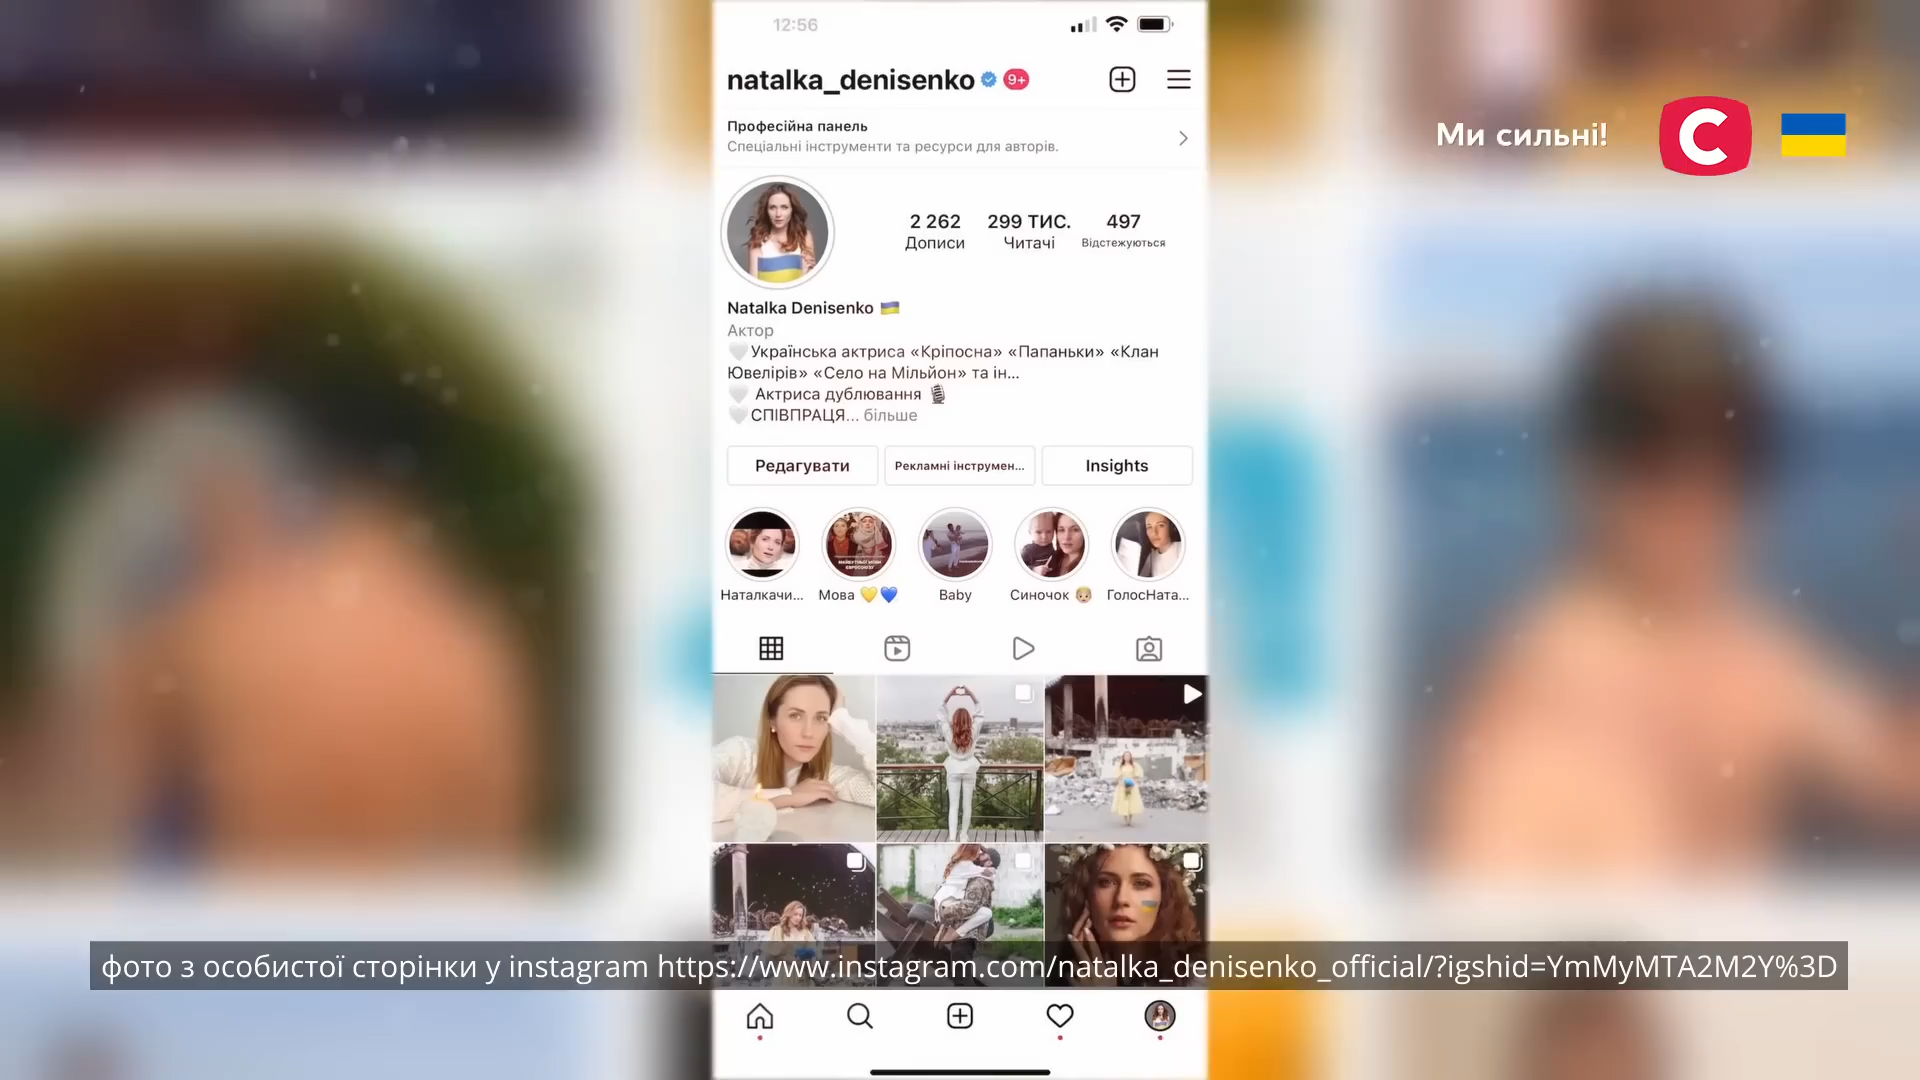 12:56
natalka_denisenko 9+
Професійна панель
Спеціальні інструменти та ресурси для авторів.
Ми сильні!
С
2 262 299 ТИС. 497
Дописи Читачі Відстежуються
Natalka Denisenko 🇺🇦
Актор
🤍Українська актриса «Кріпосна» «Папаньки» «Клан
Ювелірів» «Село на Мільйон» та ін...
🤍 Актриса дублювання 🎙
🤍СПІВПРАЦЯ... більше
Редагувати Рекламні інструмен... Insights
Наталкачи... Мова 💛💙 Baby Синочок 👶🏼 ГолосНата...
фото з особистої сторінки у instagram https://www.instagram.com/natalka_denisenko_official/?igshid=YmMyMTA2M2Y%3D